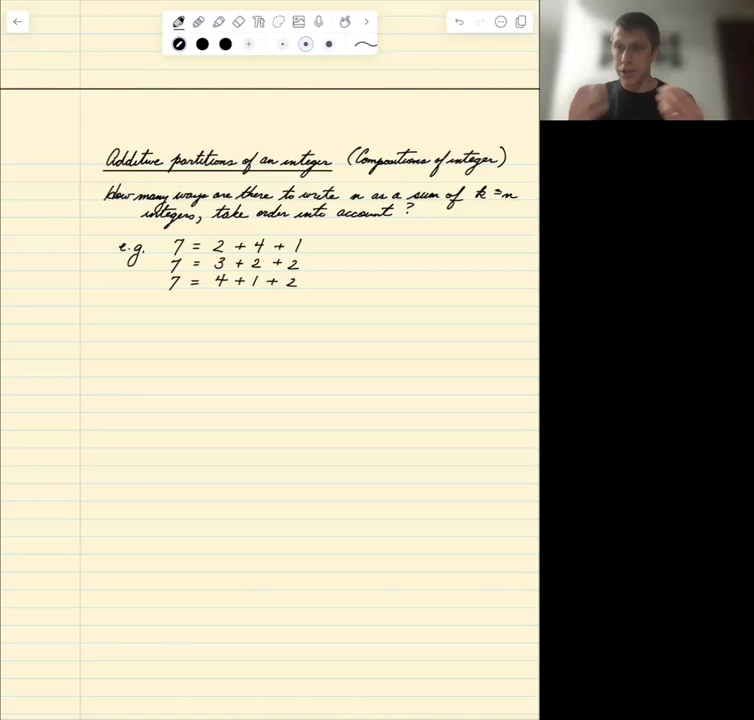 Additive partitions of an integer (Compositions of integer)
How many ways are there to write n as a sum of k ≤ n
integers, take order into account ?
e.g. 7 = 2 + 4 + 1
7 = 3 + 2 + 2
7 = 4 + 1 + 2